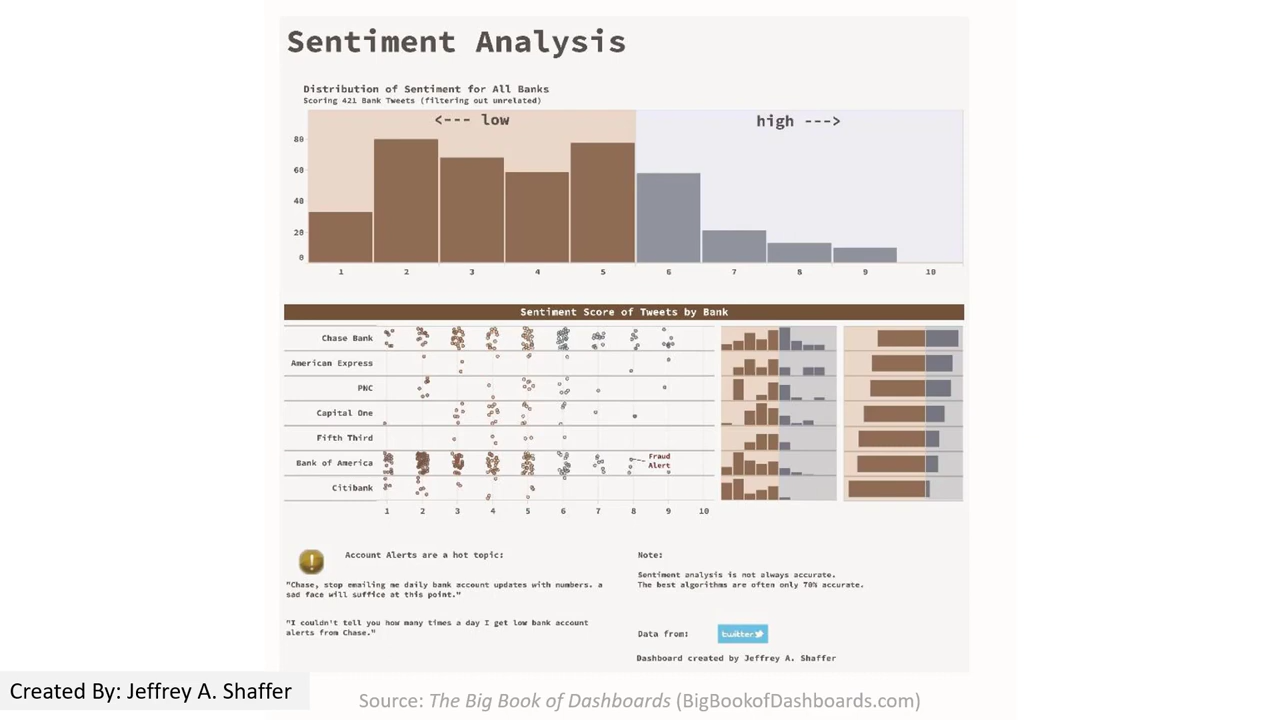 Sentiment Analysis
Distribution of Sentiment for All Banks
Scoring 421 Bank Tweets (filtering out unrelated)
<--- low
high --->
80
60
40
20
0
1 2 3 4 5 6 7 8 9 10
Sentiment Score of Tweets by Bank
Chase Bank
American Express
PNC
Capital One
Fifth Third
Bank of America
Fraud
Alert
Citibank
1 2 3 4 5 6 7 8 9 10
Account Alerts are a hot topic:
"Chase, stop emailing me daily bank account updates with numbers. a
sad face will suffice at this point."
"I couldn't tell you how many times a day I get low bank account
alerts from Chase."
Note:
Sentiment analysis is not always accurate.
The best algorithms are often only 70% accurate.
Data from:
twitter
Dashboard created by Jeffrey A. Shaffer
Created By: Jeffrey A. Shaffer
Source: The Big Book of Dashboards (BigBookofDashboards.com)